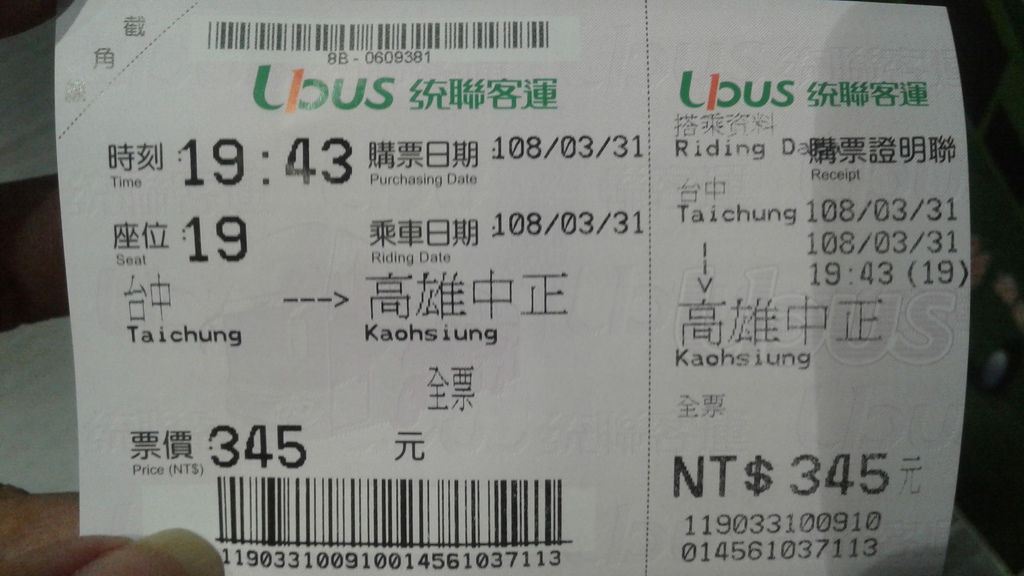 截
角
8B - 0609381
Ubus 統聯客運
時刻 Time :19:43 購票日期 Purchasing Date :108/03/31
座位 Seat :19 乘車日期 Riding Date :108/03/31
台中 ---> 高雄中正
Taichung Kaohsiung
全票
票價 Price (NT$) :345 元
1190331009100014561037113
Ubus 統聯客運
搭乘資料
Riding Da 購票證明聯
Receipt
台中
Taichung 108/03/31
108/03/31
19:43 (19)
高雄中正
Kaohsiung
全票
NT$ 345元
119033100910
014561037113